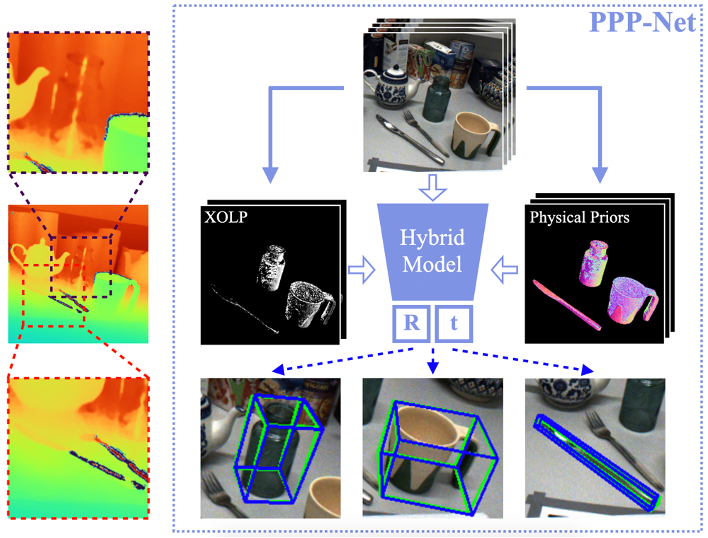 PPP-Net
XOLP
Hybrid
Model
Physical Priors
R
t